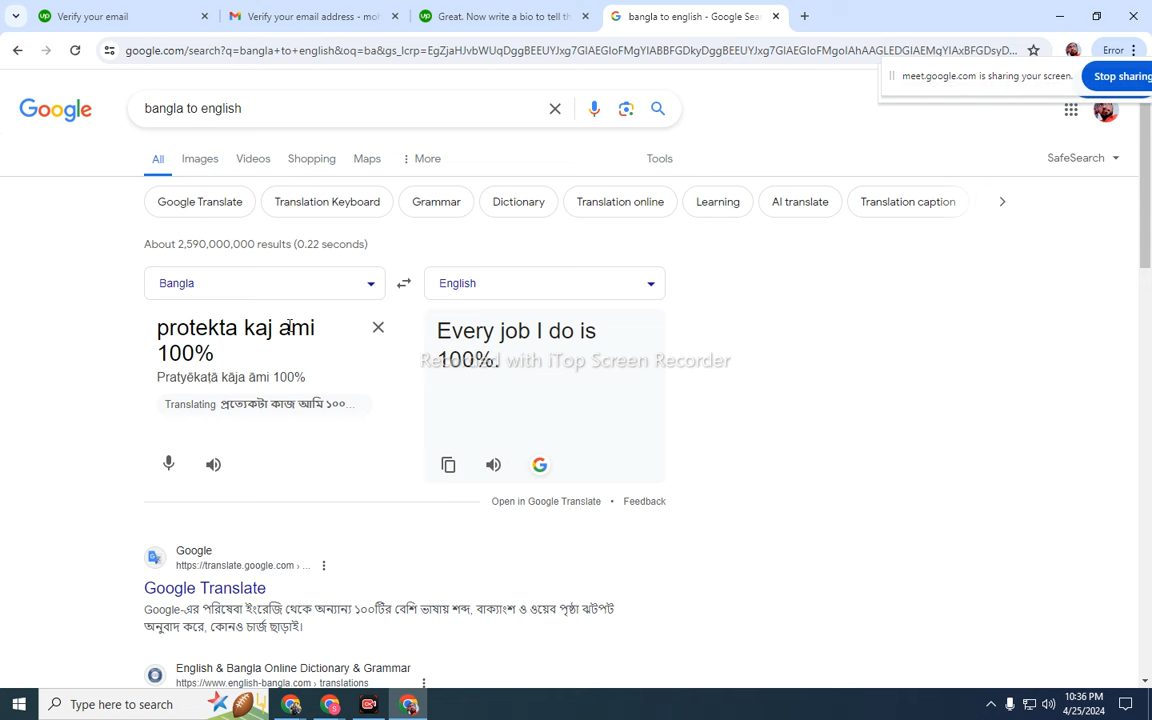 Verify your email
Verify your email address - moh
Great. Now write a bio to tell th
bangla to english - Google Sea
google.com/search?q=bangla+to+english&oq=ba&gs_lcrp=
Error
meet.google.com is sharing your screen.
Stop sharing
Google
bangla to english
All
Images
Videos
Shopping
Maps
More
Tools
SafeSearch
Google Translate
Translation Keyboard
Grammar
Dictionary
Translation online
Learning
AI translate
Translation caption
About 2,590,000,000 results (0.22 seconds)
Bangla
English
protekta kaj ami
100%
Pratyēkaṭā kāja āmi 100%
Translating প্রত্যেকটা কাজ আমি ১০০...
Every job I do is
100%.
Recorded with iTop Screen Recorder
Open in Google Translate • Feedback
Google
https://translate.google.com › ...
Google Translate
Google-এর পরিষেবা ইংরেজি থেকে অন্যান্য ১০০টির বেশি ভাষায় শব্দ, বাক্যাংশ ও ওয়েব পৃষ্ঠা ঝটপট
অনুবাদ করে, কোনও চার্জ ছাড়াই।
English & Bangla Online Dictionary & Grammar
https://www.english-bangla.com › translations
Type here to search
10:36 PM
4/25/2024